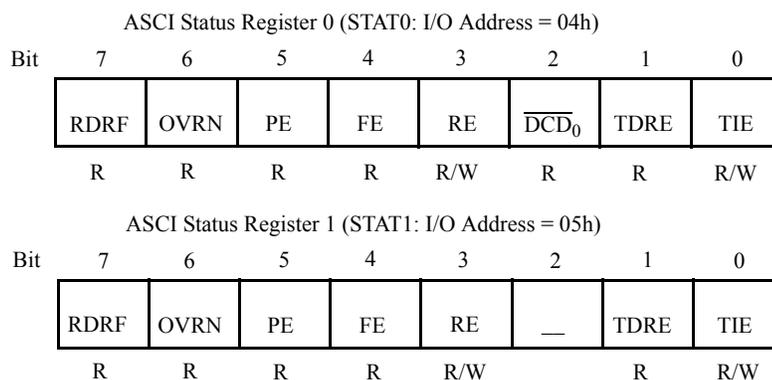 ASCI Status Register 0 (STAT0: I/O Address = 04h)
Bit 7 6 5 4 3 2 1 0
RDRF OVRN PE FE RE D̅C̅D̅₀ TDRE TIE
R R R R R/W R R R/W
ASCI Status Register 1 (STAT1: I/O Address = 05h)
Bit 7 6 5 4 3 2 1 0
RDRF OVRN PE FE RE __ TDRE TIE
R R R R R/W R R/W